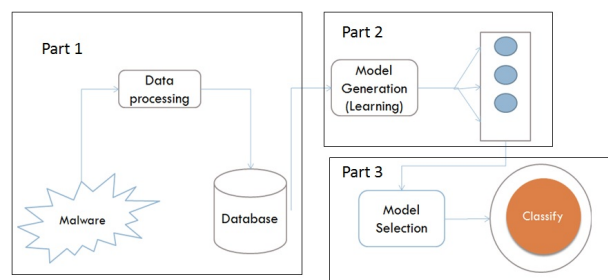 Part 1
Data
processing
Malware
Database
Part 2
Model
Generation
(Learning)
Part 3
Model
Selection
Classify